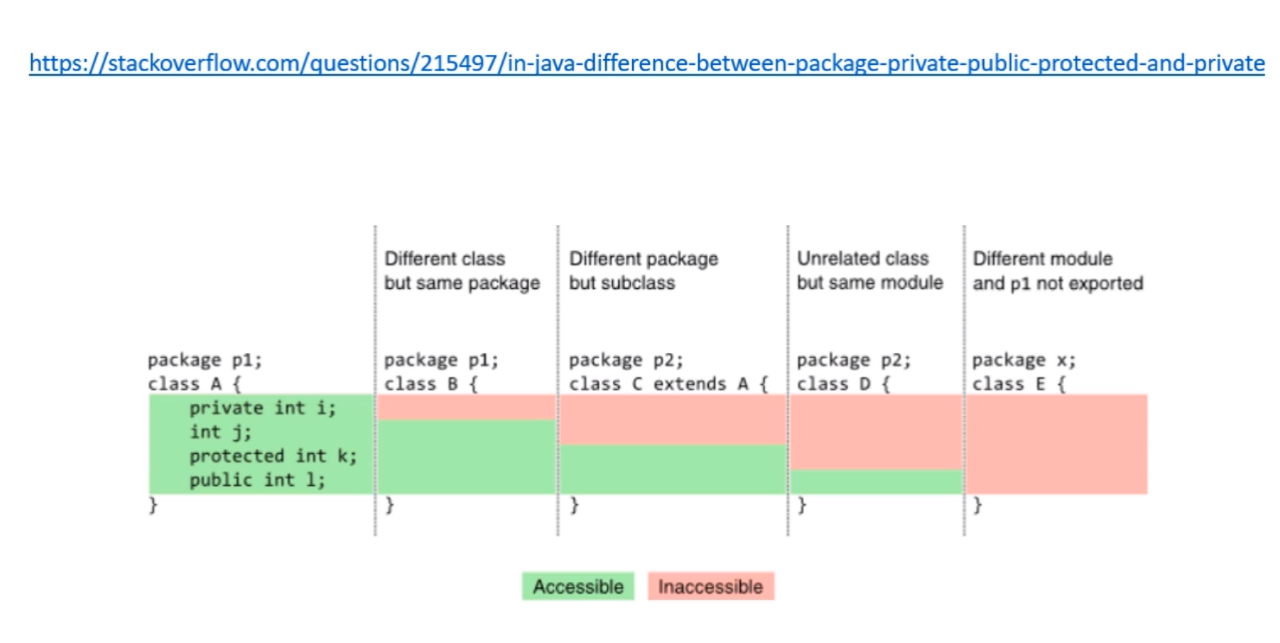 https://stackoverflow.com/questions/215497/in-java-difference-between-package-private-public-protected-and-private
Different class
but same package
Different package
but subclass
Unrelated class
but same module
Different module
and p1 not exported
package p1;
class A {
private int i;
int j;
protected int k;
public int l;
}
package p1;
class B {
}
package p2;
class C extends A {
}
package p2;
class D {
}
package x;
class E {
}
Accessible
Inaccessible